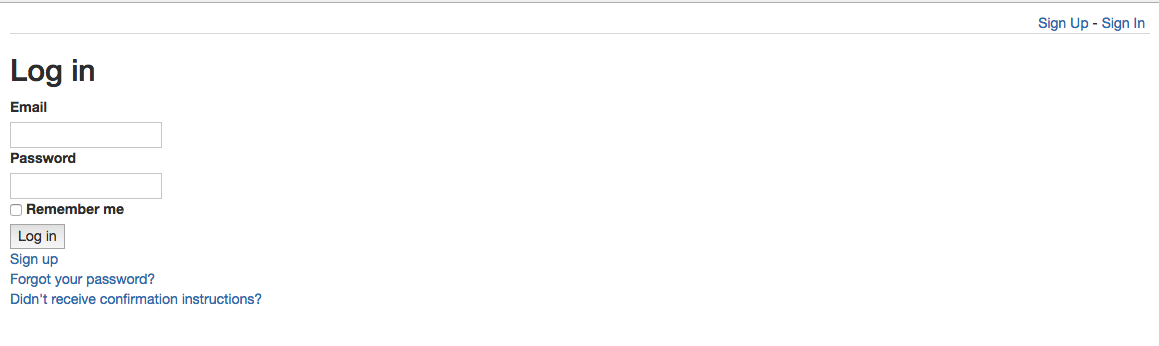 Sign Up - Sign In
Log in
Email
Password
Remember me
Log in
Sign up
Forgot your password?
Didn't receive confirmation instructions?